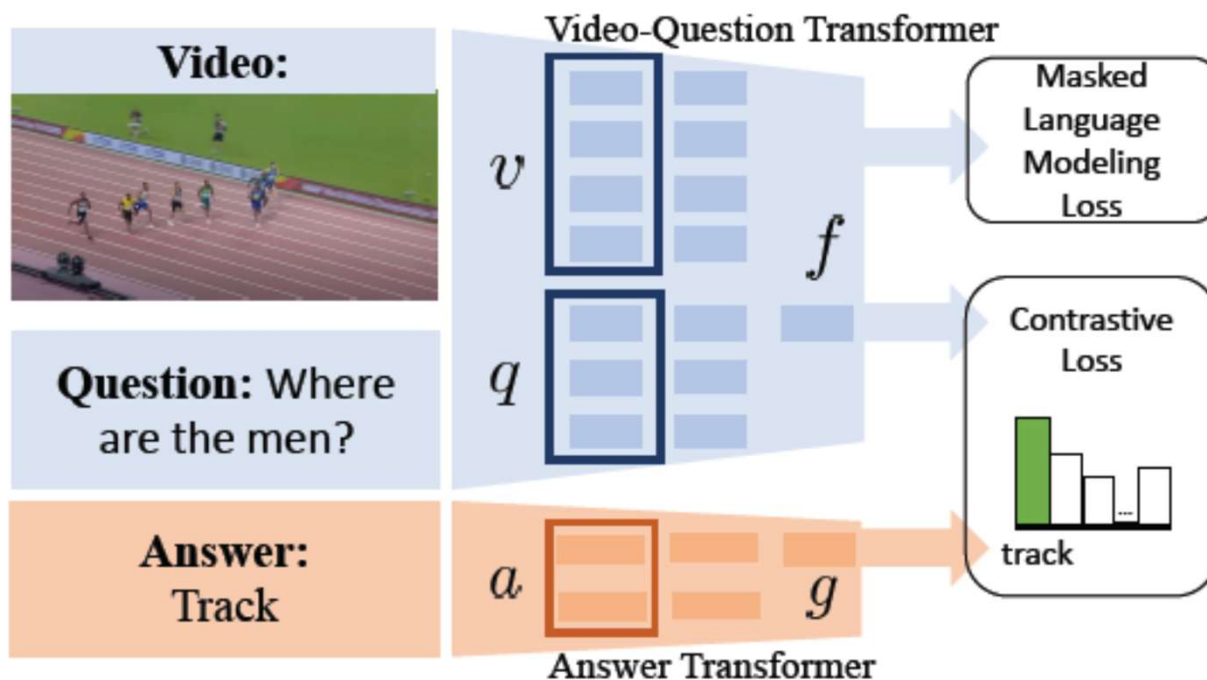 Video:
Question: Where
are the men?
Answer:
Track
Video-Question Transformer
v
q
f
a
g
Answer Transformer
Masked
Language
Modeling
Loss
Contrastive
Loss
...
track